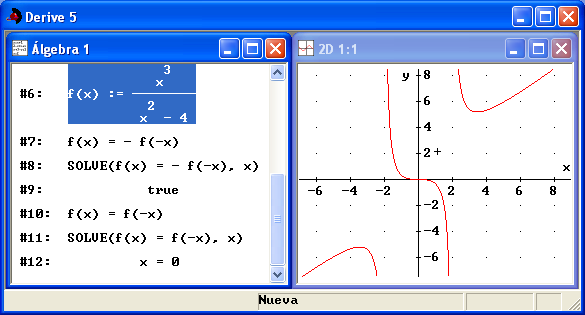 Derive 5
Álgebra 1
#6: f(x) := x^3 / (x^2 - 4)
#7: f(x) = - f(-x)
#8: SOLVE(f(x) = - f(-x), x)
#9: true
#10: f(x) = f(-x)
#11: SOLVE(f(x) = f(-x), x)
#12: x = 0
2D 1:1
y
8
6
4
2
x
-6 -4 -2 2 4 6 8
-2
-4
-6
Nueva